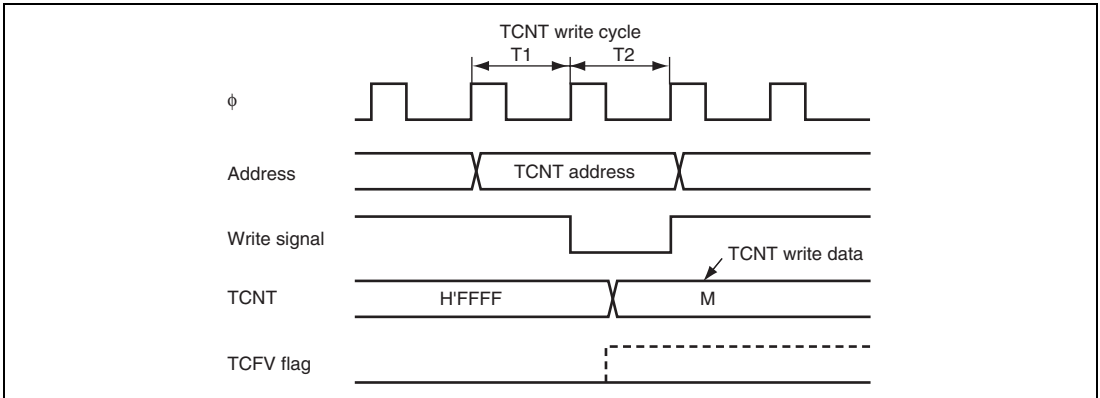 TCNT write cycle
T1 T2
ϕ
Address TCNT address
Write signal
TCNT write data
TCNT H'FFFF M
TCFV flag